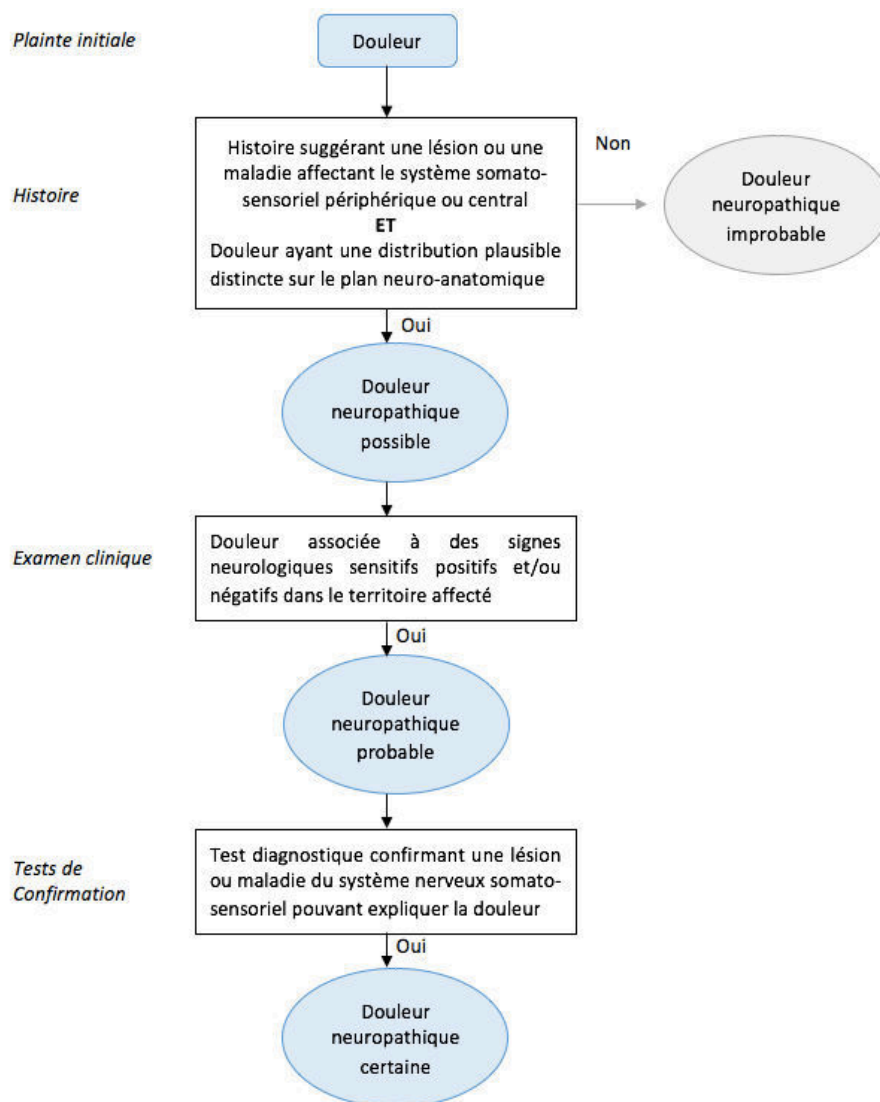 Plainte initiale
Douleur
Histoire
Histoire suggérant une lésion ou une
maladie affectant le système somato-
sensoriel périphérique ou central
ET
Douleur ayant une distribution plausible
distincte sur le plan neuro-anatomique
Non
Douleur
neuropathique
improbable
Oui
Douleur
neuropathique
possible
Examen clinique
Douleur associée à des signes
neurologiques sensitifs positifs et/ou
négatifs dans le territoire affecté
Oui
Douleur
neuropathique
probable
Tests de
Confirmation
Test diagnostique confirmant une lésion
ou maladie du système nerveux somato-
sensoriel pouvant expliquer la douleur
Oui
Douleur
neuropathique
certaine